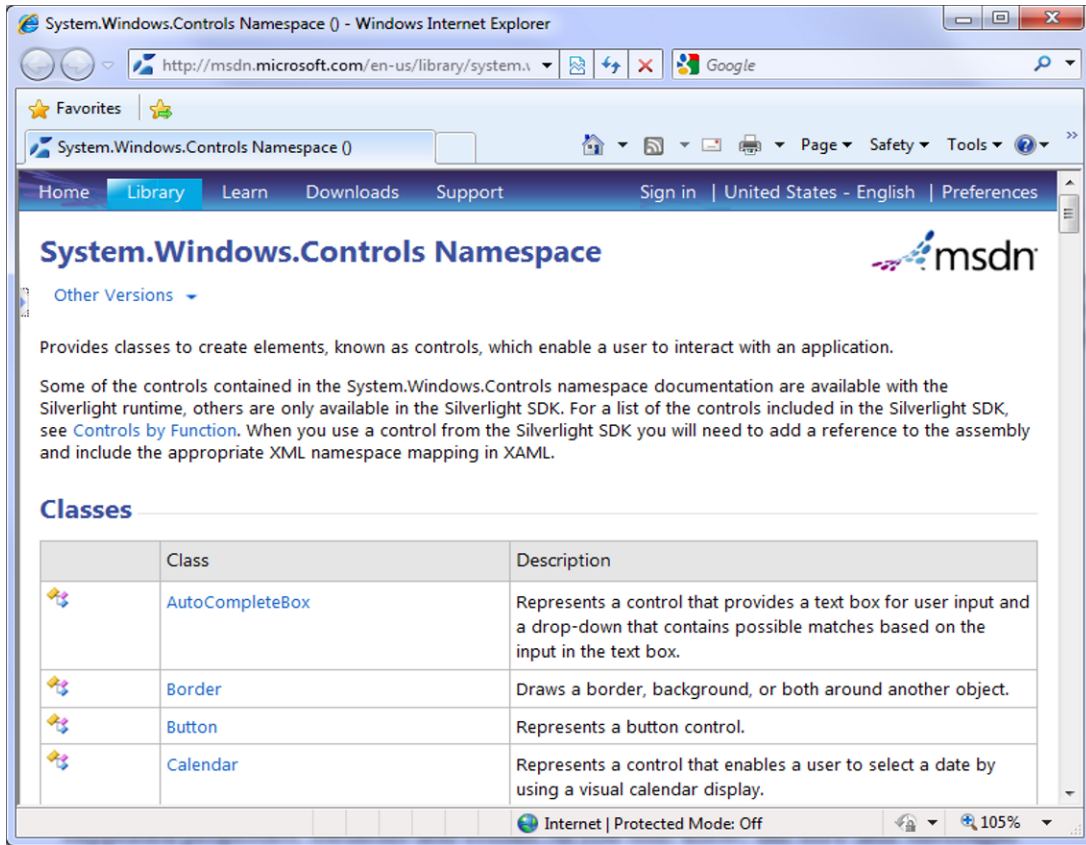 System.Windows.Controls Namespace () - Windows Internet Explorer
http://msdn.microsoft.com/en-us/library/system.w
Google
Favorites
System.Windows.Controls Namespace ()
Page Safety Tools »
Home Library Learn Downloads Support Sign in | United States - English | Preferences
System.Windows.Controls Namespace
msdn
Other Versions
Provides classes to create elements, known as controls, which enable a user to interact with an application.
Some of the controls contained in the System.Windows.Controls namespace documentation are available with the
Silverlight runtime, others are only available in the Silverlight SDK. For a list of the controls included in the Silverlight SDK,
see Controls by Function. When you use a control from the Silverlight SDK you will need to add a reference to the assembly
and include the appropriate XML namespace mapping in XAML.
Classes
Class Description
AutoCompleteBox Represents a control that provides a text box for user input and
a drop-down that contains possible matches based on the
input in the text box.
Border Draws a border, background, or both around another object.
Button Represents a button control.
Calendar Represents a control that enables a user to select a date by
using a visual calendar display.
Internet | Protected Mode: Off 105%